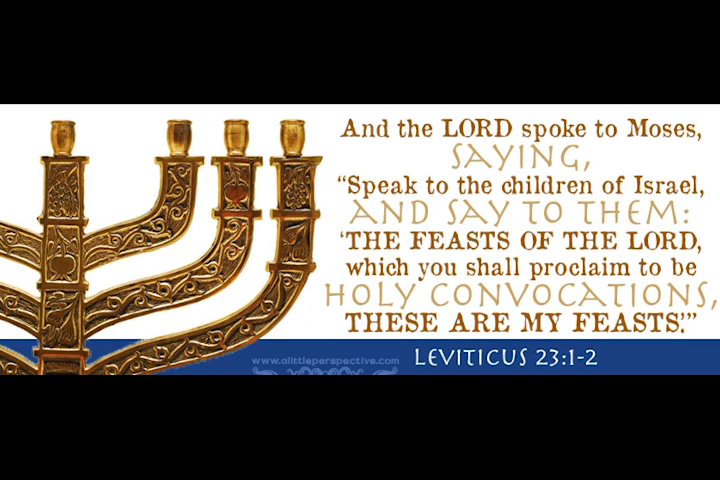 And the LORD spoke to Moses,
SAYING,
“Speak to the children of Israel,
AND SAY TO THEM:
‘THE FEASTS OF THE LORD,
which you shall proclaim to be
HOLY CONVOCATIONS,
THESE ARE MY FEASTS.’”
www.alittleperspective.com
LEVITICUS 23:1-2